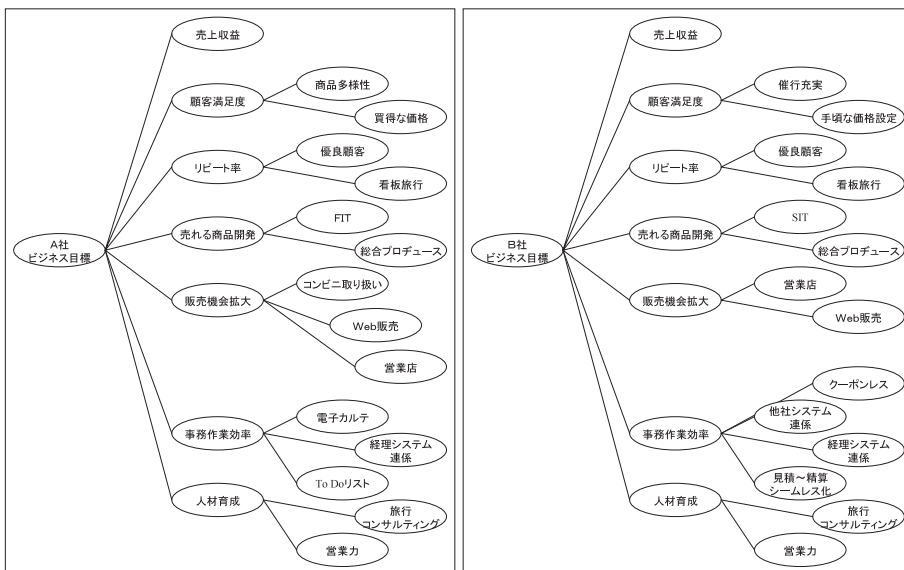 売上収益
顧客満足度
商品多様性
買得な価格
リピート率
優良顧客
看板旅行
売れる商品開発
FIT
総合プロデュース
A社
ビジネス目標
販売機会拡大
コンビニ取り扱い
Web販売
営業店
事務作業効率
電子カルテ
経理システム
連係
To Doリスト
人材育成
旅行
コンサルティング
営業力
売上収益
顧客満足度
催行充実
手頃な価格設定
リピート率
優良顧客
看板旅行
売れる商品開発
SIT
総合プロデュース
B社
ビジネス目標
販売機会拡大
営業店
Web販売
事務作業効率
クーポンレス
他社システム
連係
経理システム
連係
見積~精算
シームレス化
人材育成
旅行
コンサルティング
営業力